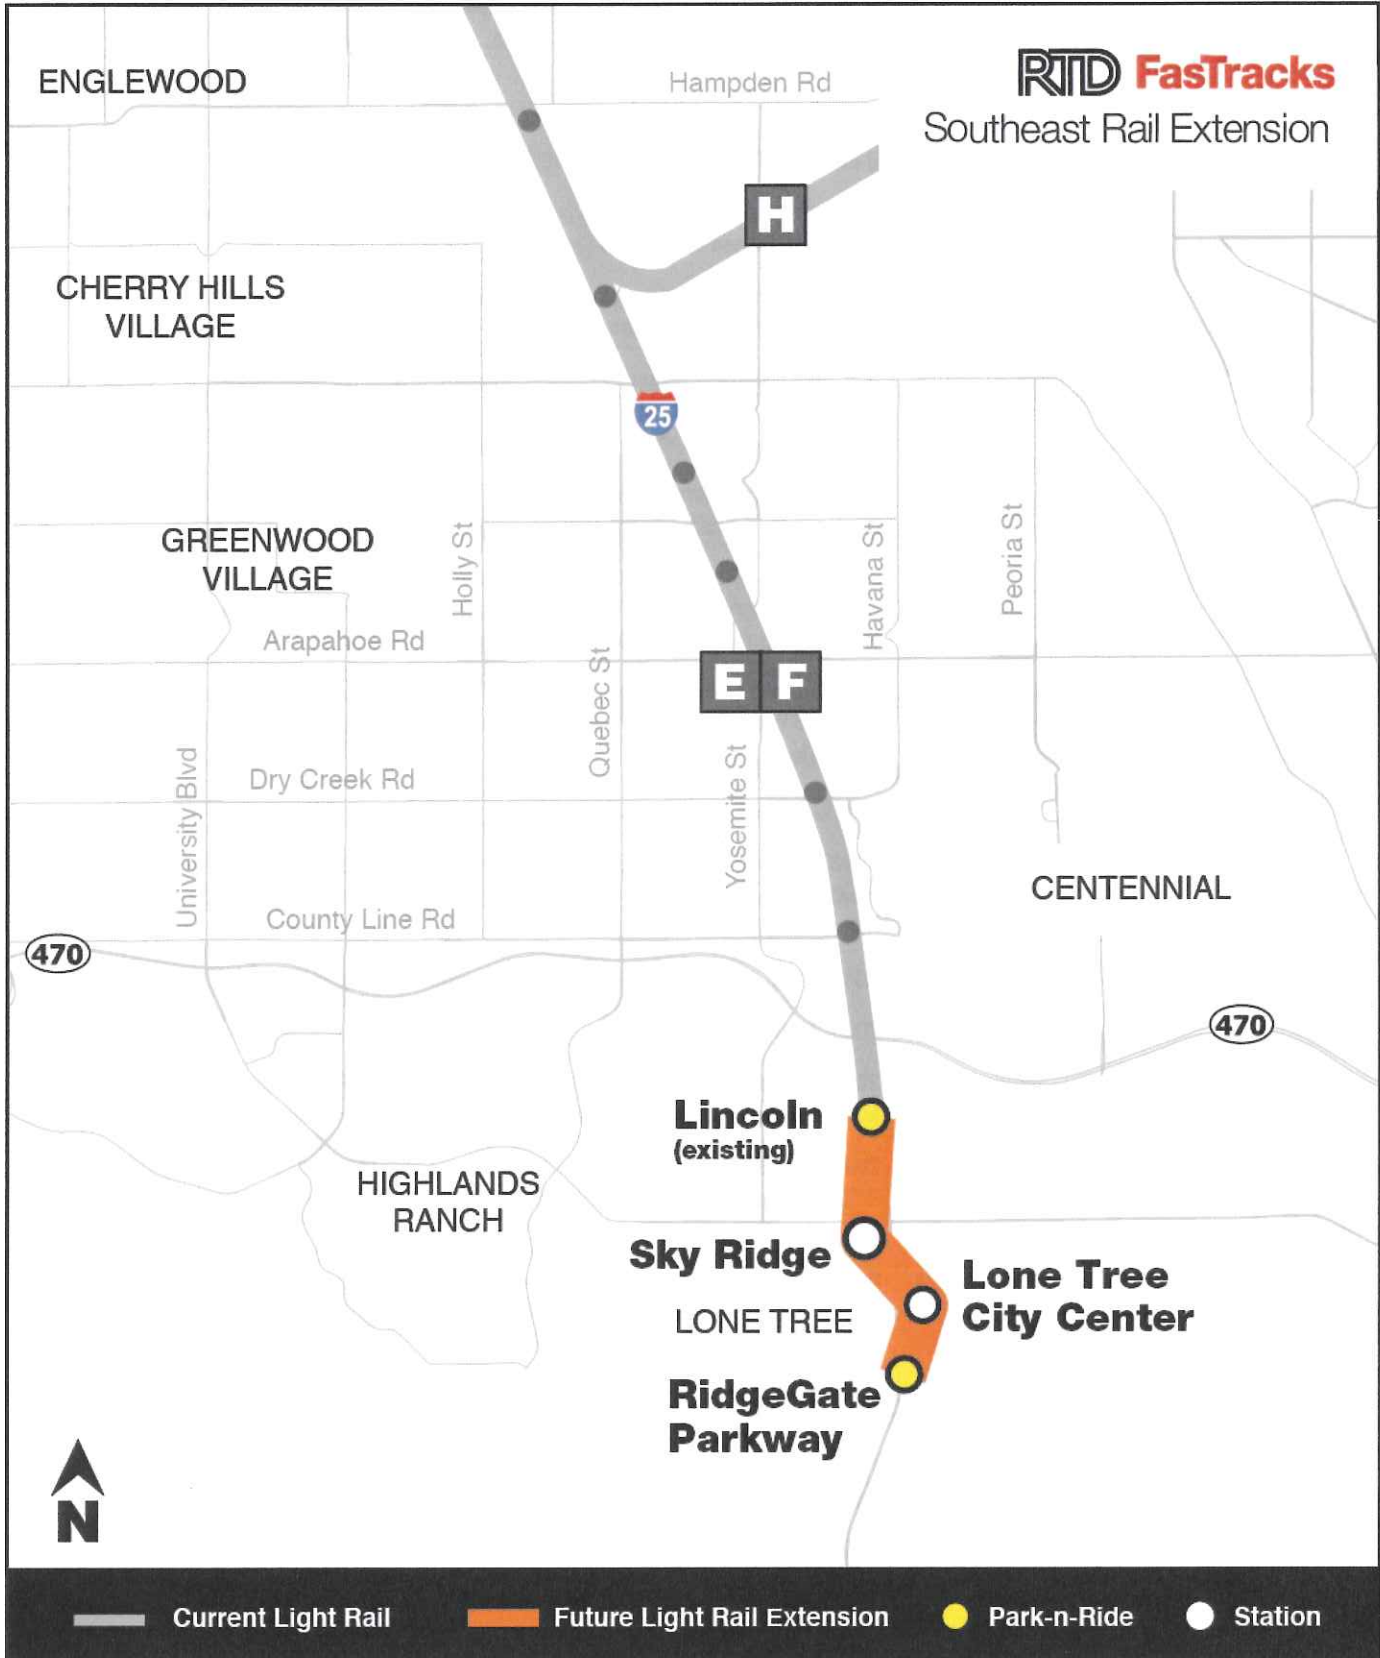 ENGLEWOOD
Hampden Rd
RTD FasTracks
Southeast Rail Extension
H
CHERRY HILLS
VILLAGE
25
GREENWOOD
VILLAGE
Holly St
Havana St
Peoria St
Arapahoe Rd
Quebec St
E F
University Blvd
Dry Creek Rd
Yosemite St
CENTENNIAL
County Line Rd
470
470
Lincoln
(existing)
HIGHLANDS
RANCH
Sky Ridge
Lone Tree
City Center
LONE TREE
RidgeGate
Parkway
N
Current Light Rail
Future Light Rail Extension
Park-n-Ride
Station